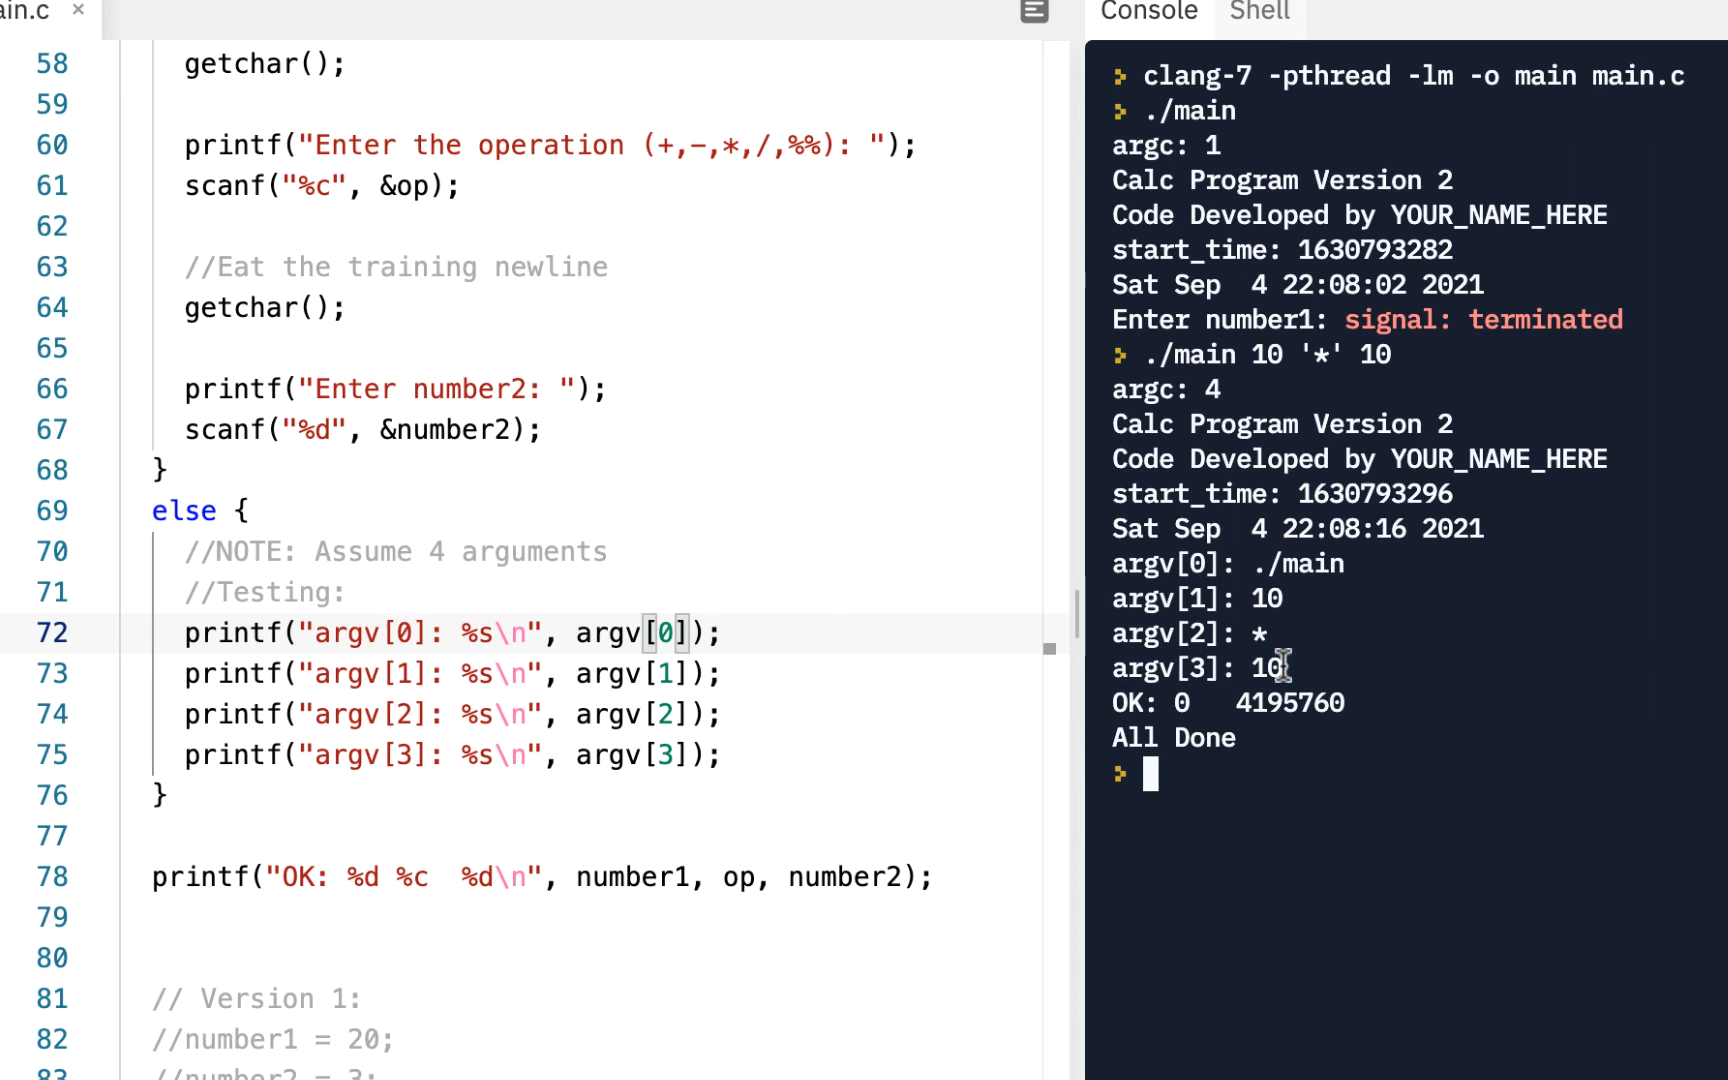 ain.c ×
58 getchar();
59
60 printf("Enter the operation (+,-,*,/,%%): ");
61 scanf("%c", &op);
62
63 //Eat the training newline
64 getchar();
65
66 printf("Enter number2: ");
67 scanf("%d", &number2);
68 }
69 else {
70 //NOTE: Assume 4 arguments
71 //Testing:
72 printf("argv[0]: %s\n", argv[0]);
73 printf("argv[1]: %s\n", argv[1]);
74 printf("argv[2]: %s\n", argv[2]);
75 printf("argv[3]: %s\n", argv[3]);
76 }
77
78 printf("OK: %d %c  %d\n", number1, op, number2);
79
80
81 // Version 1:
82 //number1 = 20;
83 //number2 = 3;
Console Shell
clang-7 -pthread -lm -o main main.c
./main
argc: 1
Calc Program Version 2
Code Developed by YOUR_NAME_HERE
start_time: 1630793282
Sat Sep  4 22:08:02 2021
Enter number1: signal: terminated
./main 10 '*' 10
argc: 4
Calc Program Version 2
Code Developed by YOUR_NAME_HERE
start_time: 1630793296
Sat Sep  4 22:08:16 2021
argv[0]: ./main
argv[1]: 10
argv[2]: *
argv[3]: 10
OK: 0   4195760
All Done